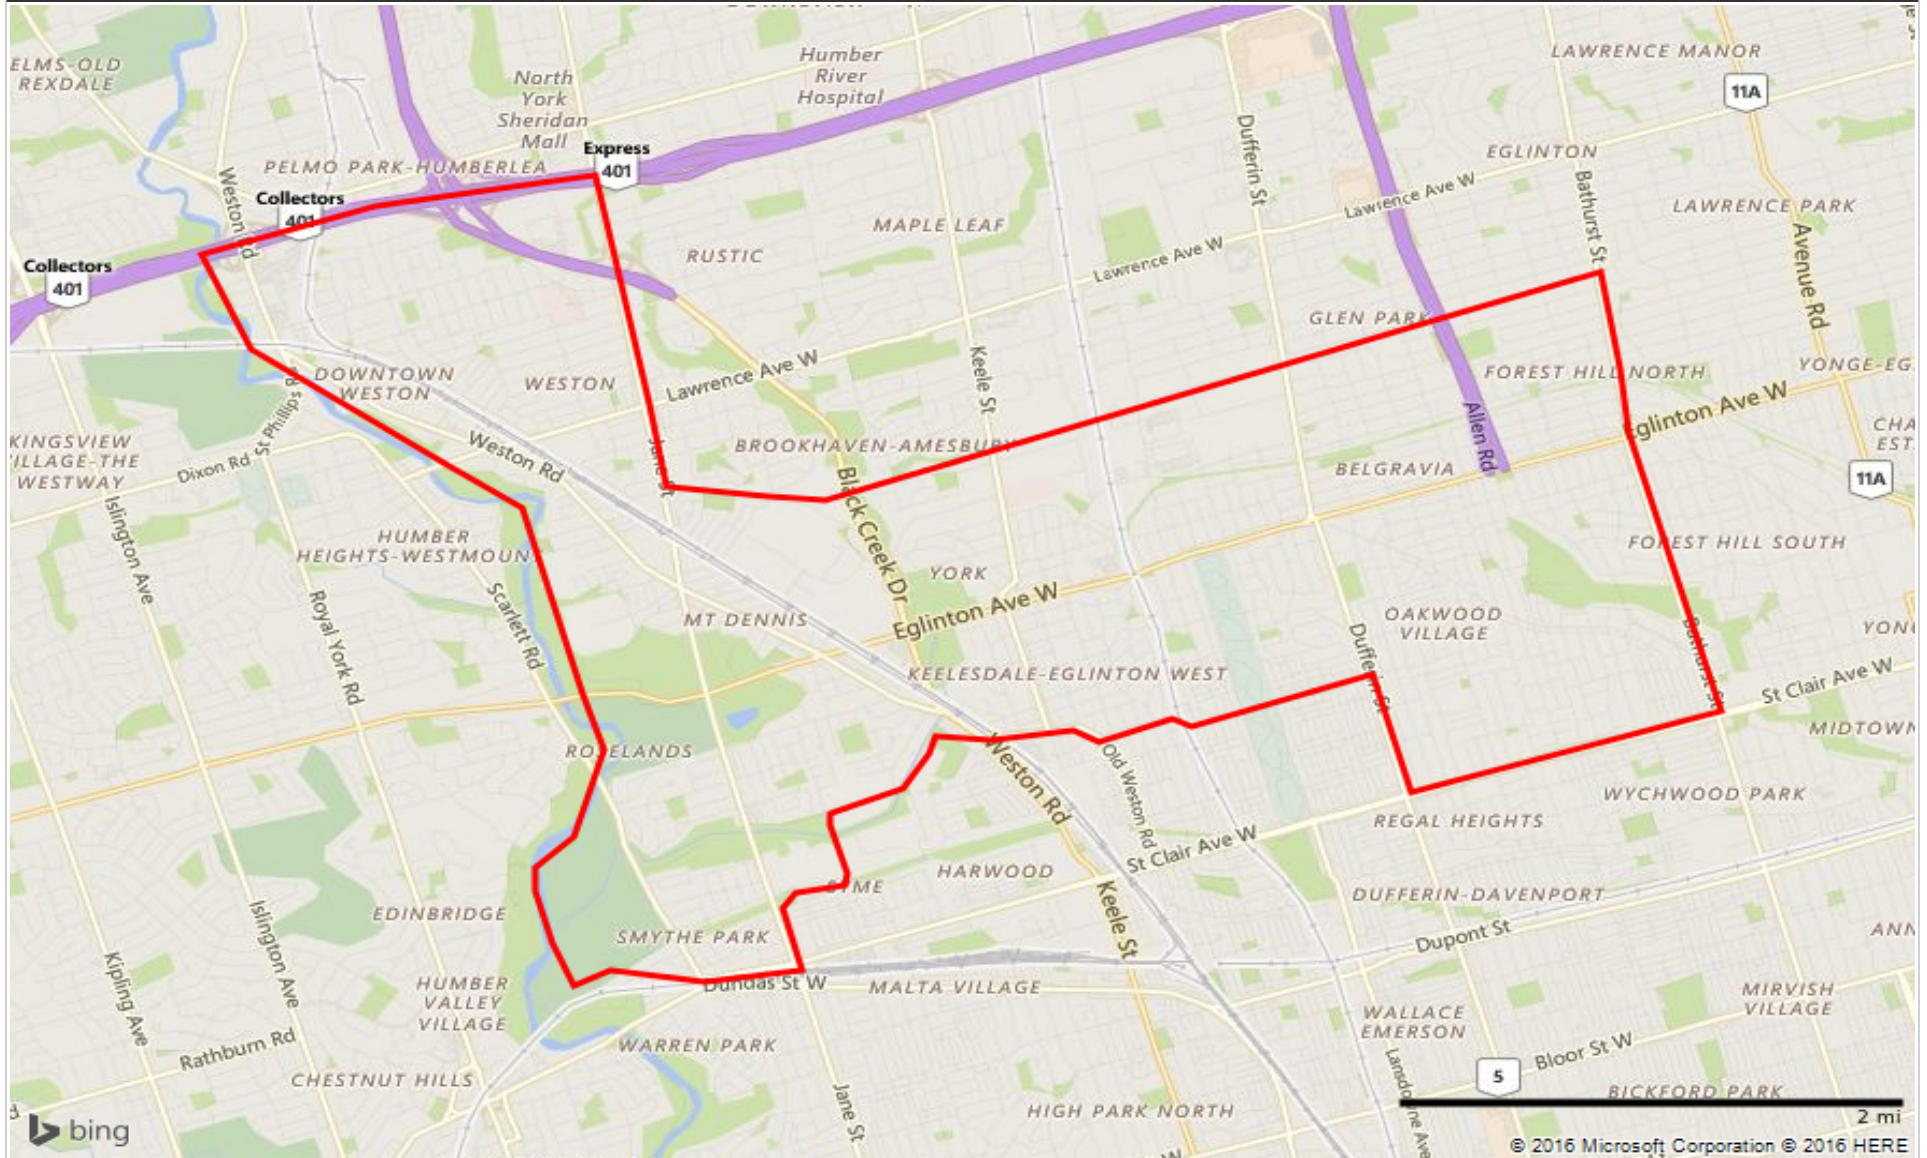 ELMS-OLD
REXDALE
North
York
Sheridan
Mall
Humber
River
Hospital
LAWRENCE MANOR
11A
Express
401
PELMO PARK-HUMBERLEA
Collectors
401
Weston Rd
Collectors
401
Dufferin St
EGLINTON
Bathurst St
Lawrence Ave W
LAWRENCE PARK
Avenue Rd
MAPLE LEAF
RUSTIC
Lawrence Ave W
GLEN PARK
DOWNTOWN
WESTON
WESTON
Lawrence Ave W
Keele St
FOREST HILL NORTH
YONGE-EG
Allen Rd
Eglinton Ave W
KINGSVIEW
VILLAGE-THE
WESTWAY
Dixon Rd
St Phillips Rd
Weston Rd
Jane St
BROOKHAVEN-AMESBURY
BELGRAVIA
11A
Islington Ave
HUMBER
HEIGHTS-WESTMOUN
Black Creek Dr
FOREST HILL SOUTH
YORK
Eglinton Ave W
Royal York Rd
Scarlett Rd
MT DENNIS
OAKWOOD
VILLAGE
Dufferin St
Bathurst St
KEELESDALE-EGLINTON WEST
St Clair Ave W
MIDTOWN
ROSELANDS
Weston Rd
Old Weston Rd
WYCHWOOD PARK
REGAL HEIGHTS
St Clair Ave W
SYME
HARWOOD
Keele St
DUFFERIN-DAVENPORT
EDINBRIDGE
Islington Ave
SMYTHE PARK
Dupont St
Kipling Ave
HUMBER
VALLEY
VILLAGE
Dundas St W
MALTA VILLAGE
MIRVISH
VILLAGE
WALLACE
EMERSON
Rathburn Rd
WARREN PARK
Bloor St W
5
Lansdowne Ave
CHESTNUT HILLS
Jane St
HIGH PARK NORTH
BICKFORD PARK
2 mi
bing
© 2016 Microsoft Corporation © 2016 HERE